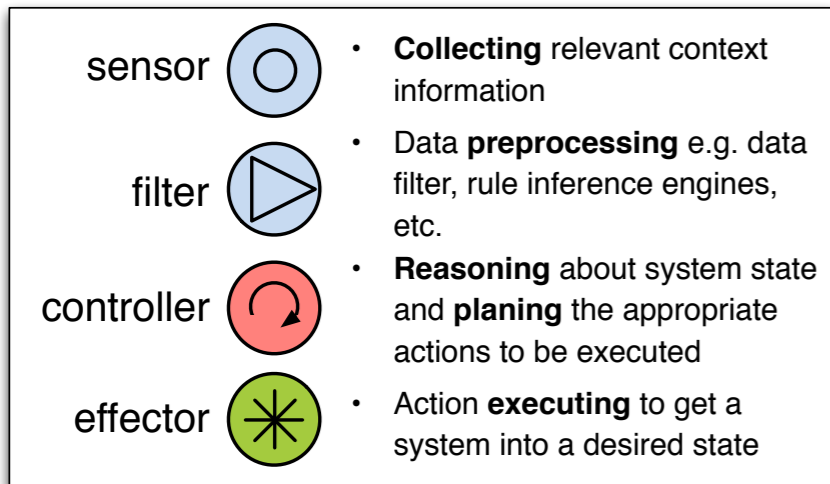 sensor
• Collecting relevant context
information
filter
• Data preprocessing e.g. data
filter, rule inference engines,
etc.
controller
• Reasoning about system state
and planing the appropriate
actions to be executed
effector
• Action executing to get a
system into a desired state